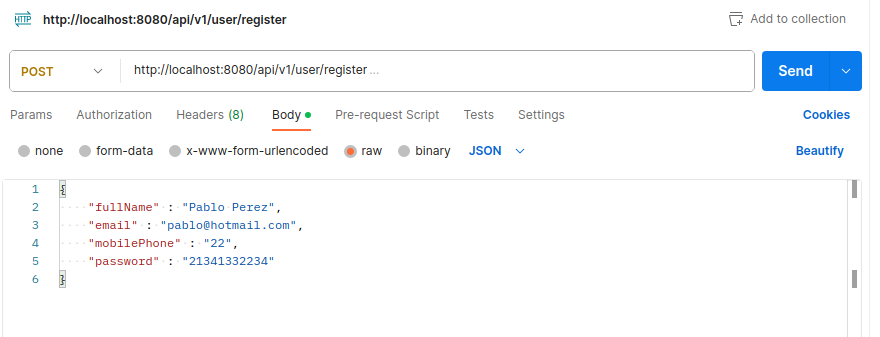 HTTP http://localhost:8080/api/v1/user/register Add to collection
POST http://localhost:8080/api/v1/user/register ... Send
Params Authorization Headers (8) Body Pre-request Script Tests Settings Cookies
none form-data x-www-form-urlencoded raw binary JSON Beautify
1 {
2 "fullName" : "Pablo Perez",
3 "email" : "pablo@hotmail.com",
4 "mobilePhone" : "22",
5 "password" : "21341332234"
6 }